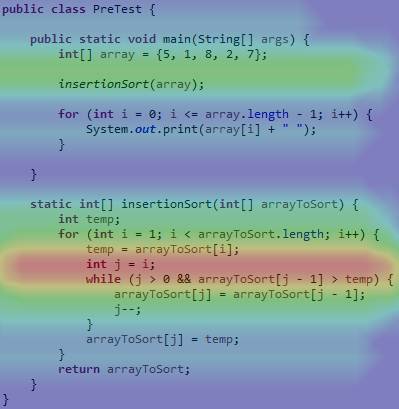 public class PreTest {
public static void main(String[] args) {
int[] array = {5, 1, 8, 2, 7};
insertionSort(array);
for (int i = 0; i <= array.length - 1; i++) {
System.out.print(array[i] + " ");
}
}
static int[] insertionSort(int[] arrayToSort) {
int temp;
for (int i = 1; i < arrayToSort.length; i++) {
temp = arrayToSort[i];
int j = i;
while (j > 0 && arrayToSort[j - 1] > temp) {
arrayToSort[j] = arrayToSort[j - 1];
j--;
}
arrayToSort[j] = temp;
}
return arrayToSort;
}
}